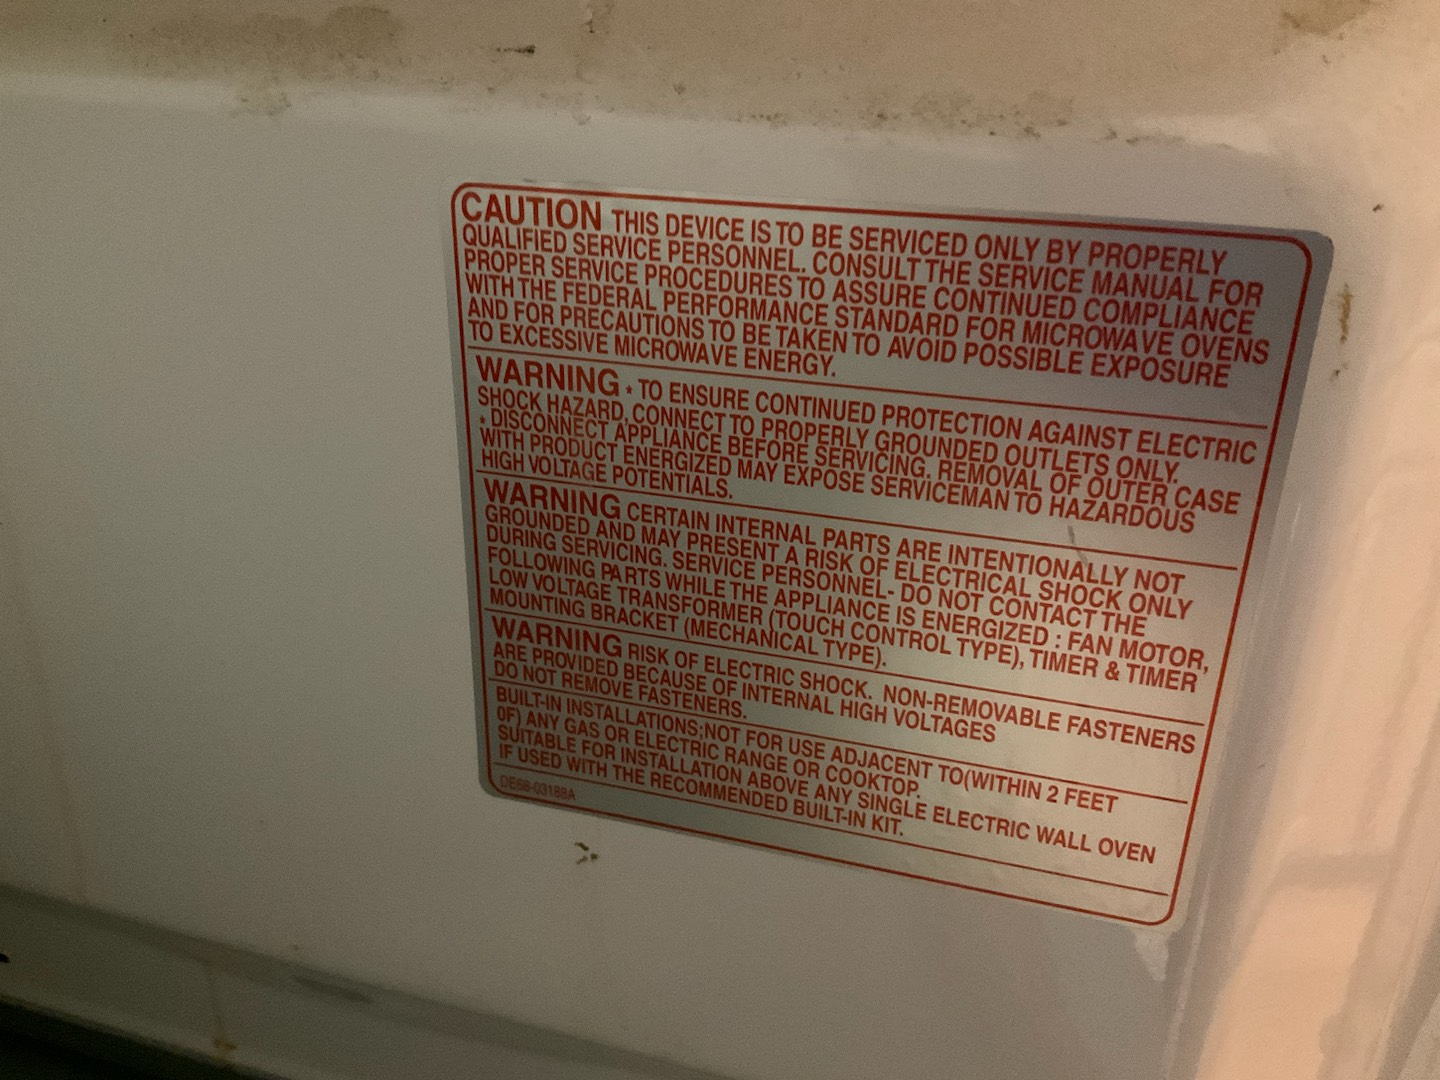 CAUTION THIS DEVICE IS TO BE SERVICED ONLY BY PROPERLY
QUALIFIED SERVICE PERSONNEL. CONSULT THE SERVICE MANUAL FOR
PROPER SERVICE PROCEDURES TO ASSURE CONTINUED COMPLIANCE
WITH THE FEDERAL PERFORMANCE STANDARD FOR MICROWAVE OVENS
AND FOR PRECAUTIONS TO BE TAKEN TO AVOID POSSIBLE EXPOSURE
TO EXCESSIVE MICROWAVE ENERGY.
WARNING * TO ENSURE CONTINUED PROTECTION AGAINST ELECTRIC
SHOCK HAZARD, CONNECT TO PROPERLY GROUNDED OUTLETS ONLY.
* DISCONNECT APPLIANCE BEFORE SERVICING. REMOVAL OF OUTER CASE
WITH PRODUCT ENERGIZED MAY EXPOSE SERVICEMAN TO HAZARDOUS
HIGH VOLTAGE POTENTIALS.
WARNING CERTAIN INTERNAL PARTS ARE INTENTIONALLY NOT
GROUNDED AND MAY PRESENT A RISK OF ELECTRICAL SHOCK ONLY
DURING SERVICING. SERVICE PERSONNEL- DO NOT CONTACT THE
FOLLOWING PARTS WHILE THE APPLIANCE IS ENERGIZED : FAN MOTOR,
LOW VOLTAGE TRANSFORMER (TOUCH CONTROL TYPE), TIMER & TIMER
MOUNTING BRACKET (MECHANICAL TYPE).
WARNING RISK OF ELECTRIC SHOCK. NON-REMOVABLE FASTENERS
ARE PROVIDED BECAUSE OF INTERNAL HIGH VOLTAGES
DO NOT REMOVE FASTENERS.
BUILT-IN INSTALLATIONS;NOT FOR USE ADJACENT TO(WITHIN 2 FEET
OF) ANY GAS OR ELECTRIC RANGE OR COOKTOP.
SUITABLE FOR INSTALLATION ABOVE ANY SINGLE ELECTRIC WALL OVEN
IF USED WITH THE RECOMMENDED BUILT-IN KIT.
DE68-03188A